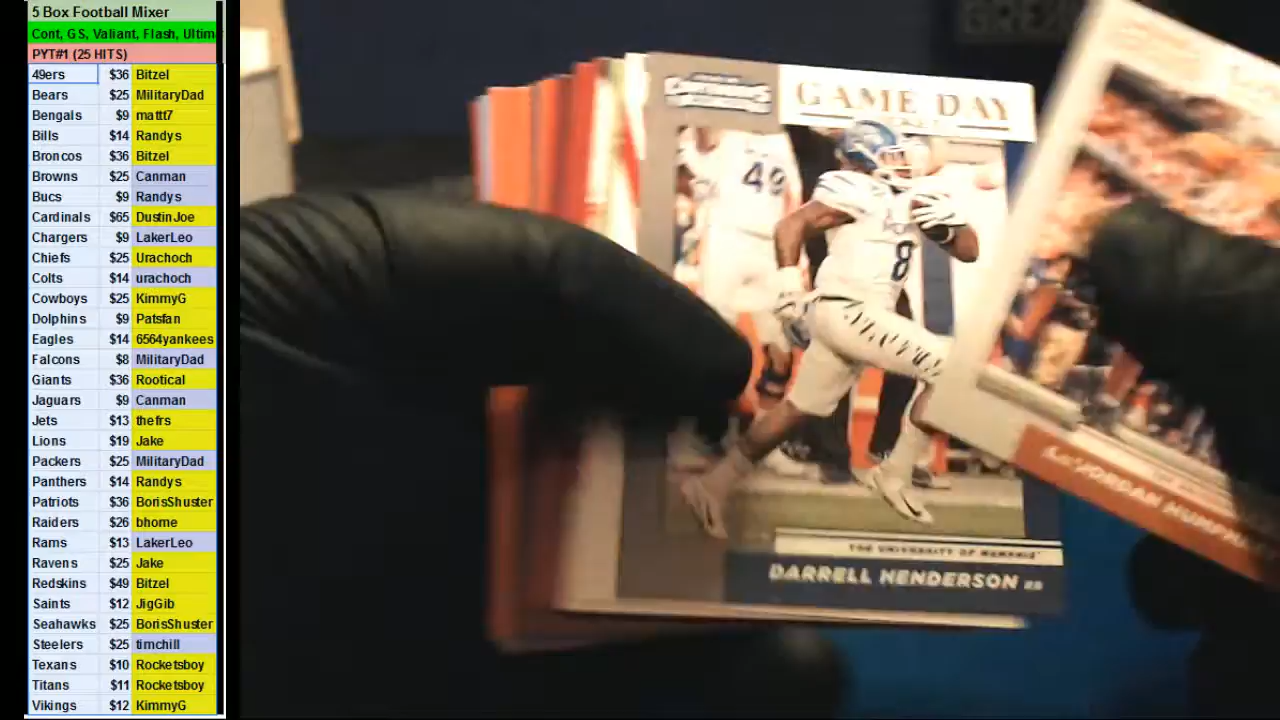 5 Box Football Mixer
Cont, GS, Valiant, Flash, Ultim
PYT#1 (25 HITS)
49ers $36 Bitzel
Bears $25 MilitaryDad
Bengals $9 mattt7
Bills $14 Randys
Broncos $36 Bitzel
Browns $25 Canman
Bucs $9 Randys
Cardinals $65 DustinJoe
Chargers $9 LakerLeo
Chiefs $25 Urachoch
Colts $14 urachoch
Cowboys $25 KimmyG
Dolphins $9 Patsfan
Eagles $14 6564yankees
Falcons $8 MilitaryDad
Giants $36 Rootical
Jaguars $9 Canman
Jets $13 thefrs
Lions $19 Jake
Packers $25 MilitaryDad
Panthers $14 Randys
Patriots $36 BorisShuster
Raiders $26 bhome
Rams $13 LakerLeo
Ravens $25 Jake
Redskins $49 Bitzel
Saints $12 JigGib
Seahawks $25 BorisShuster
Steelers $25 timchill
Texans $10 Rocketsboy
Titans $11 Rocketsboy
Vikings $12 KimmyG
GAME DAY
49
8
THE UNIVERSITY OF MEMPHIS
DARRELL HENDERSON RB